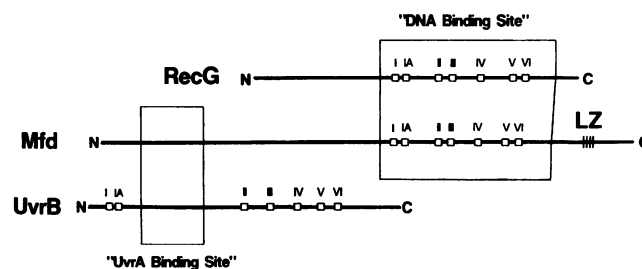 "DNA Binding Site"
I IA II III IV V VI
RecG N C
I IA II III IV V VI LZ
Mfd N C
I IA II III IV V VI
UvrB N C
"UvrA Binding Site"